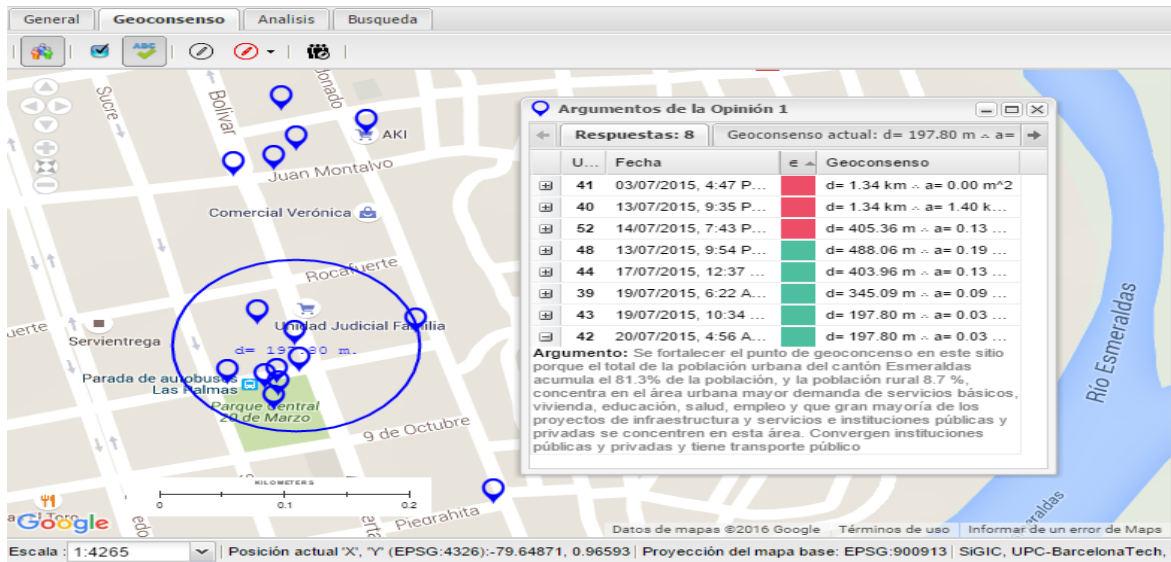 General Geoconsenso Analisis Busqueda
ABC
Sucre
Bolivar
AKI
Juan Montalvo
Comercial Verónica
Rocafuerte
Unidad Judicial Familia
Servientrega
d= 197.80 m.
Parada de autobuses
Las Palmas
Parque Central
20 de Marzo
9 de Octubre
KILOMETERS
0 0.1 0.2
Piedrahita
Google
Río Esmeraldas
Argumentos de la Opinión 1
Respuestas: 8 Geoconsenso actual: d= 197.80 m ∴ a=
U... Fecha e Geoconsenso
41 03/07/2015, 4:47 P... d= 1.34 km ∴ a= 0.00 m^2
40 13/07/2015, 9:35 P... d= 1.34 km ∴ a= 1.40 k...
52 14/07/2015, 7:43 P... d= 405.36 m ∴ a= 0.13 ...
48 13/07/2015, 9:54 P... d= 488.06 m ∴ a= 0.19 ...
44 17/07/2015, 12:37 ... d= 403.96 m ∴ a= 0.13 ...
39 19/07/2015, 6:22 A... d= 345.09 m ∴ a= 0.09 ...
43 19/07/2015, 10:34 ... d= 197.80 m ∴ a= 0.03 ...
42 20/07/2015, 4:56 A... d= 197.80 m ∴ a= 0.03 ...
Argumento: Se fortalecer el punto de geoconcenso en este sitio
porque el total de la población urbana del cantón Esmeraldas
acumula el 81.3% de la población, y la población rural 8.7 %,
concentra en el área urbana mayor demanda de servicios básicos,
vivienda, educación, salud, empleo y que gran mayoría de los
proyectos de infraestructura y servicios e instituciones públicas y
privadas se concentren en esta área. Convergen instituciones
públicas y privadas y tiene transporte público
Datos de mapas ©2016 Google Términos de uso Informar de un error de Maps
Escala : 1:4265 Posición actual 'X', 'Y' (EPSG:4326):-79.64871, 0.96593 Proyección del mapa base: EPSG:900913 SiGIC, UPC-BarcelonaTech,